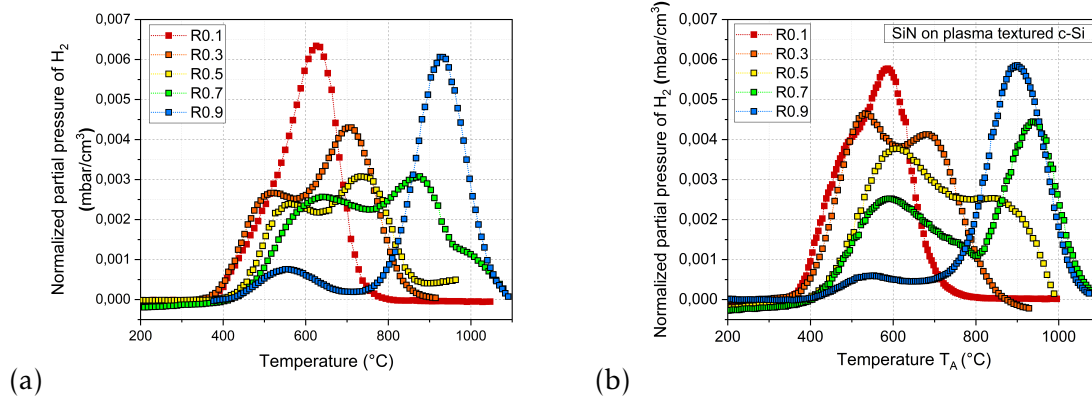 0,007
0,006
0,005
0,004
0,003
0,002
0,001
0,000
200 400 600 800 1000
Normalized partial pressure of H2
(mbar/cm3)
Temperature (°C)
R0.1
R0.3
R0.5
R0.7
R0.9
(a)
0,007
0,006
0,005
0,004
0,003
0,002
0,001
0,000
200 400 600 800 1000
Normalized partial pressure of H2 (mbar/cm3)
Temperature TA (°C)
R0.1
R0.3
R0.5
R0.7
R0.9
SiN on plasma textured c-Si
(b)